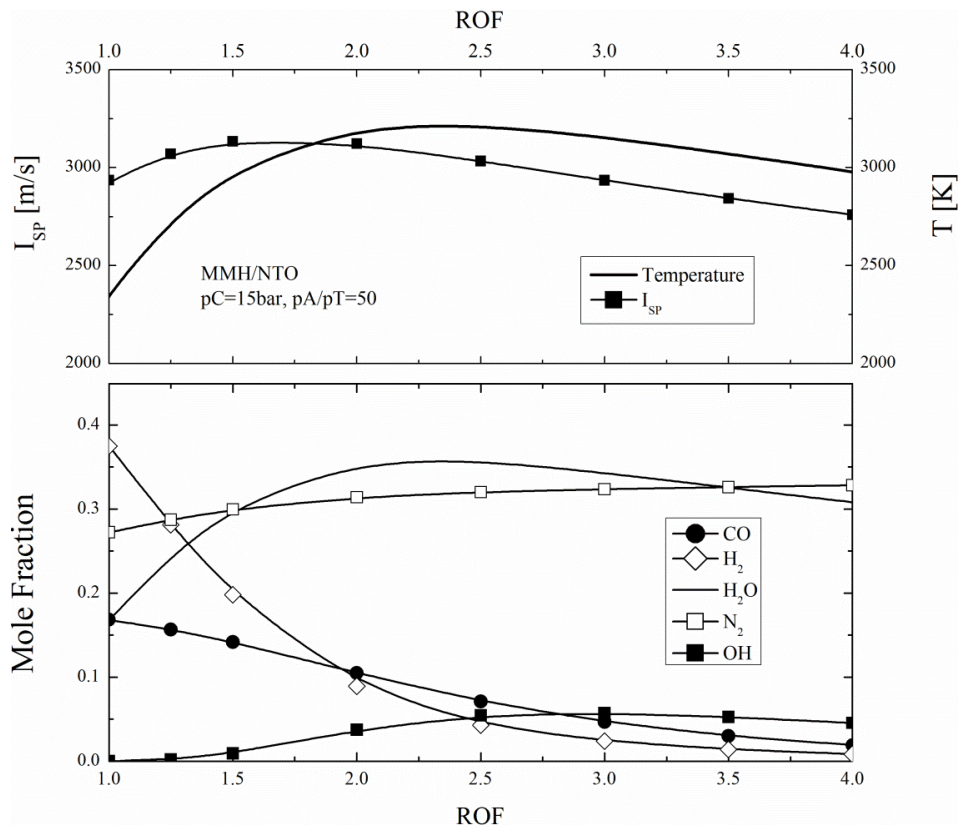 ROF
1.0 1.5 2.0 2.5 3.0 3.5 4.0
3500 3500
3000 3000
2500 2500
2000 2000
I_SP [m/s]
T [K]
MMH/NTO
pC=15bar, pA/pT=50
Temperature
I_SP
0.4
0.3
0.2
0.1
0.0
Mole Fraction
CO
H_2
H_2O
N_2
OH
1.0 1.5 2.0 2.5 3.0 3.5 4.0
ROF